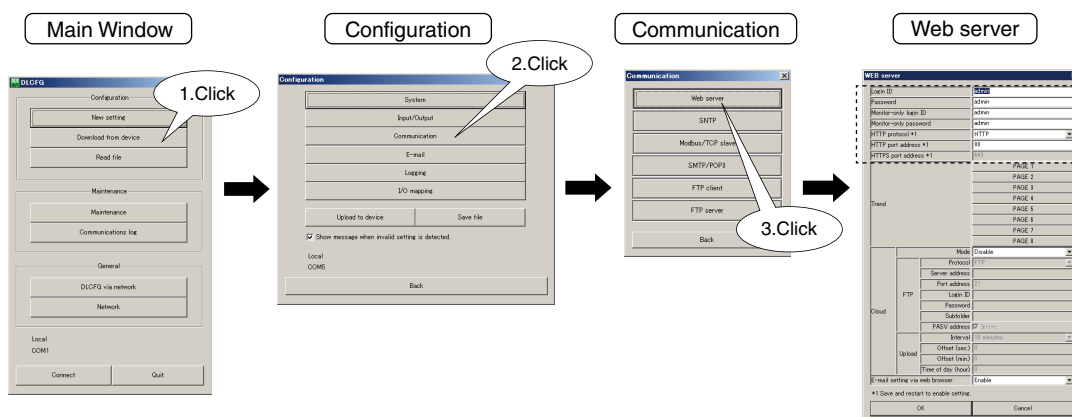 Main Window
Configuration
Communication
Web server
DLCFG
Configuration
New setting
Download from device
Read file
Maintenance
Maintenance
Communications log
General
DLCFG via network
Network
Local
COM1
Connect
Quit
1.Click
Configuration
System
Input/Output
Communication
E-mail
Logging
I/O mapping
Upload to device
Save file
Show message when invalid setting is detected.
Local
COM5
Back
2.Click
Communication
Web server
SNTP
Modbus/TCP slave
SMTP/POP3
FTP client
FTP server
Back
3.Click
WEB server
Login ID admin
Password admin
Monitor-only login ID admin
Monitor-only password admin
HTTP protocol *1 HTTP
HTTP port address *1 80
HTTPS port address *1 443
Trend
PAGE 1
PAGE 2
PAGE 3
PAGE 4
PAGE 5
PAGE 6
PAGE 7
PAGE 8
Cloud
Mode Disable
FTP
Protocol FTP
Server address
Port address 21
Login ID
Password
Subfolder
PASV address Ignore
Upload
Interval 10 minutes
Offset (sec.) 0
Offset (min.) 0
Time of day (hour) 0
E-mail setting via web browser Enable
*1 Save and restart to enable setting.
OK
Cancel